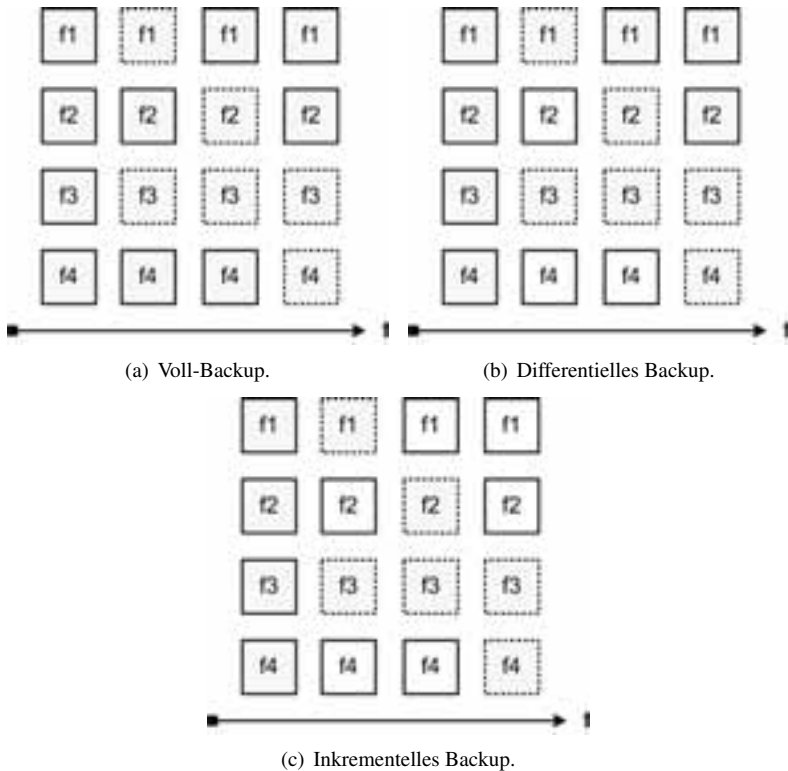 f1 f1 f1 f1 f1 f1 f1 f1
f2 f2 f2 f2 f2 f2 f2 f2
f3 f3 f3 f3 f3 f3 f3 f3
f4 f4 f4 f4 f4 f4 f4 f4
(a) Voll-Backup. (b) Differentielles Backup.
f1 f1 f1 f1
f2 f2 f2 f2
f3 f3 f3 f3
f4 f4 f4 f4
(c) Inkrementelles Backup.